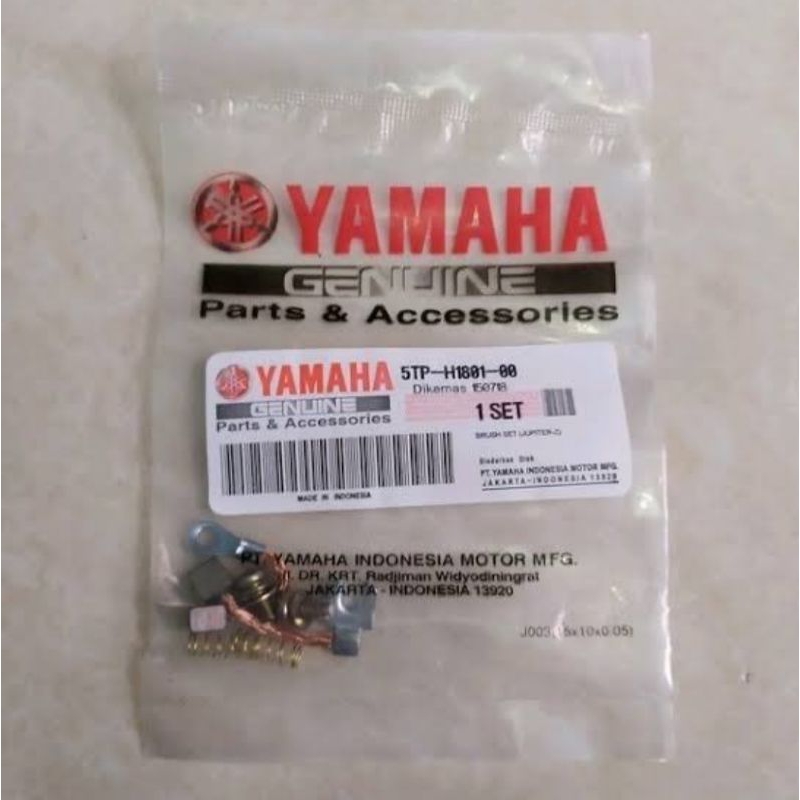 YAMAHA
GENUINE
Parts & Accessories
YAMAHA
GENUINE
Parts & Accessories
MADE IN INDONESIA
5TP-H1801-00
Dikemas 150718
1 SET
BRUSH SET (JUPITER-Z)
Diedarkan Oleh
PT. YAMAHA INDONESIA MOTOR MFG.
JAKARTA-INDONESIA 13920
PT. YAMAHA INDONESIA MOTOR MFG.
DR. KRT. Radjiman Widyodiningrat
JAKARTA - INDONESIA 13920